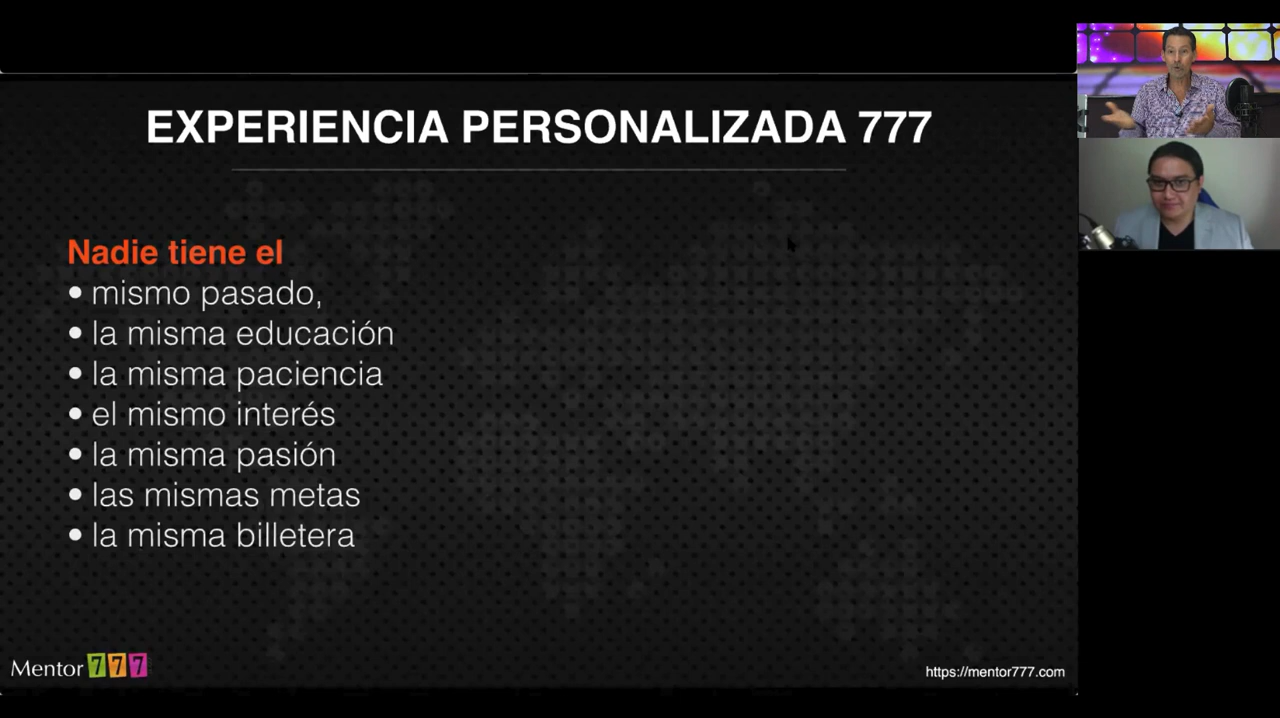 EXPERIENCIA PERSONALIZADA 777
Nadie tiene el
• mismo pasado,
• la misma educación
• la misma paciencia
• el mismo interés
• la misma pasión
• las mismas metas
• la misma billetera
Mentor 777
https://mentor777.com